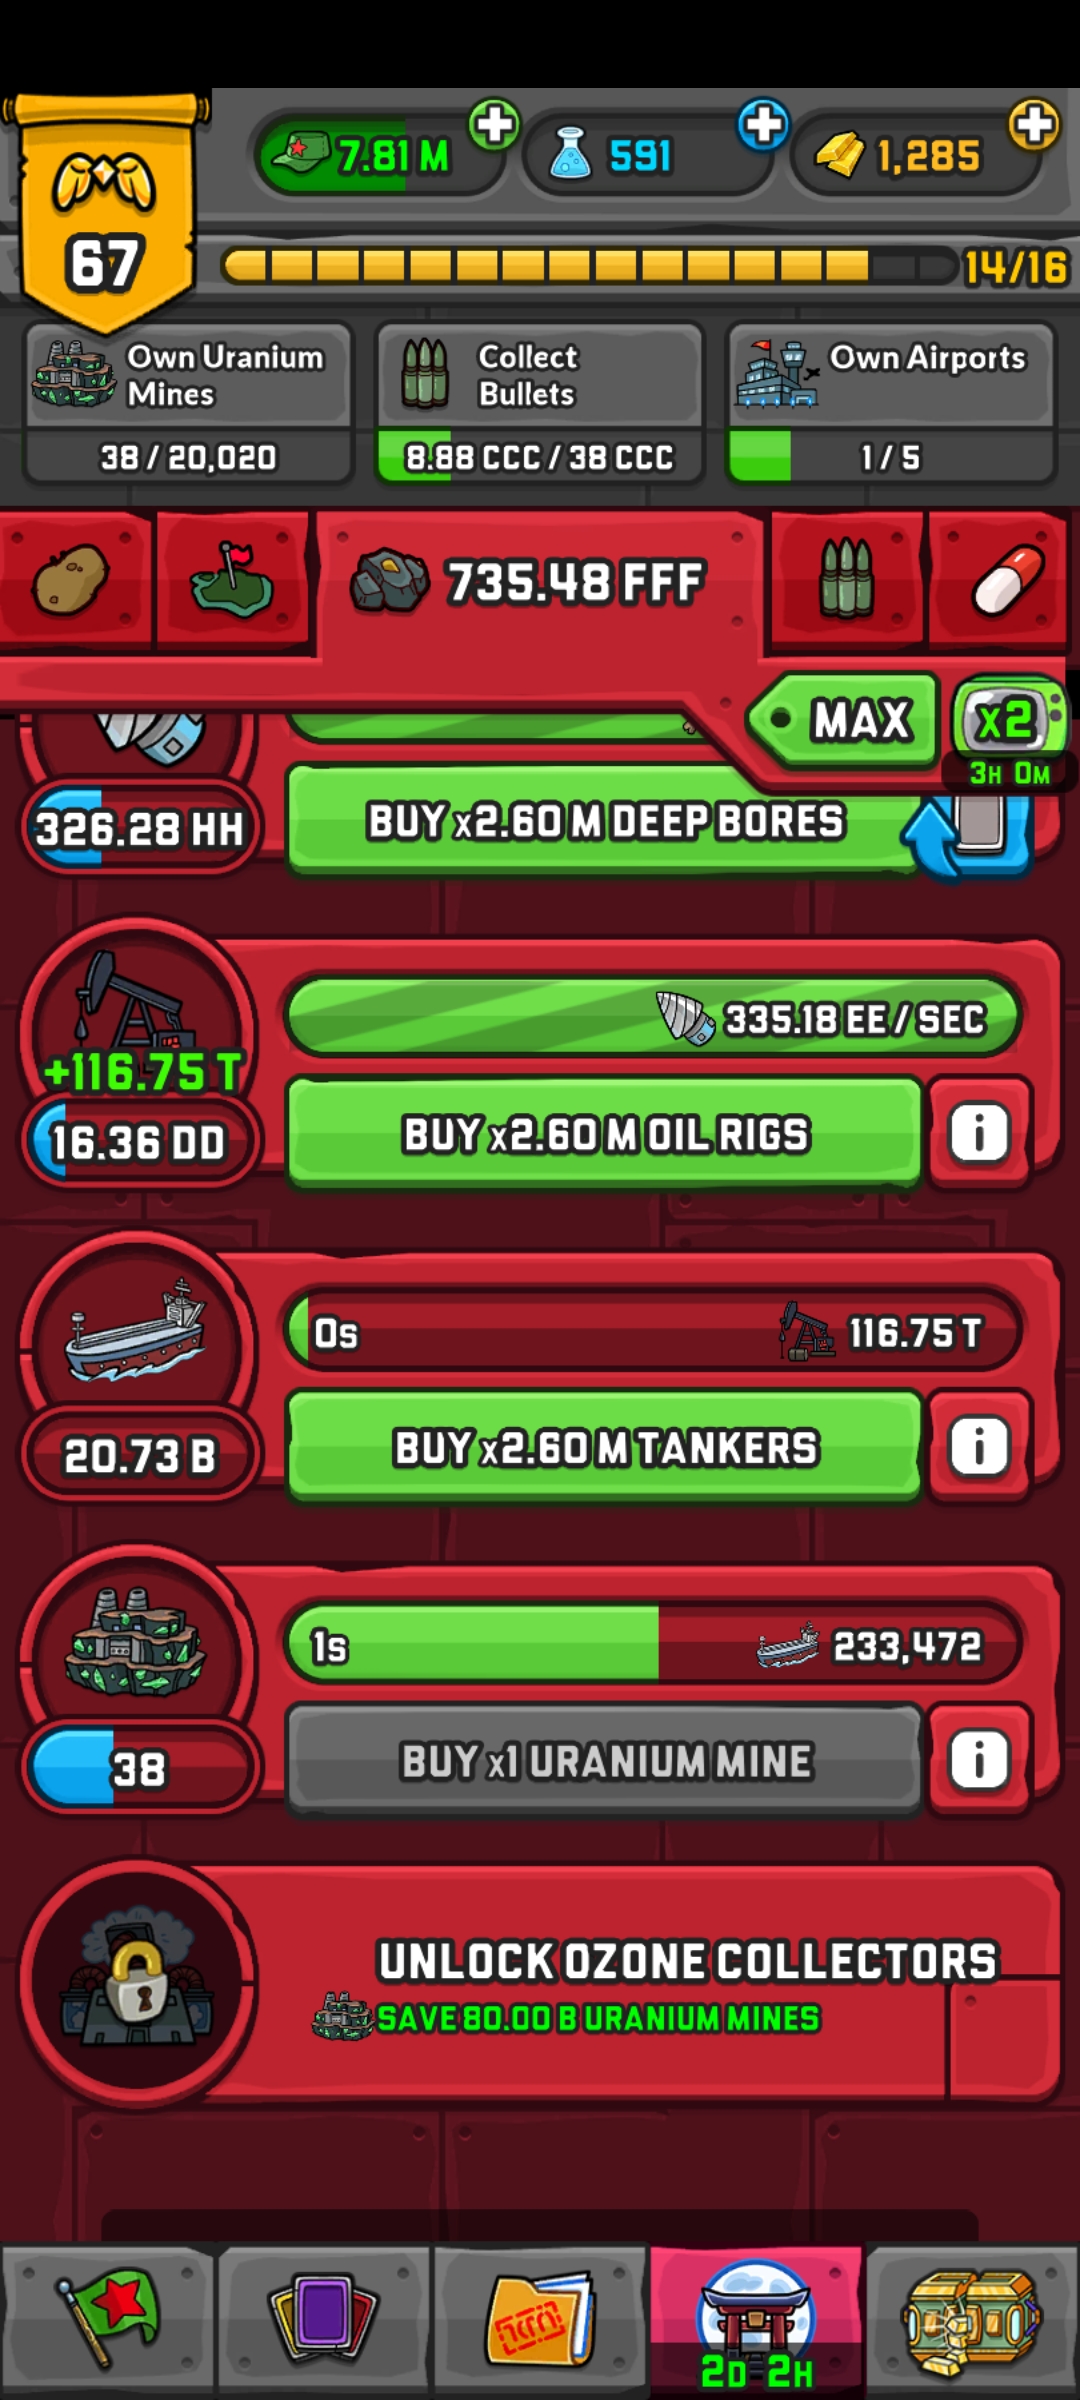 7.81 M
591
1,285
67
14/16
Own Uranium
Mines
38 / 20,020
Collect
Bullets
8.88 CCC / 38 CCC
Own Airports
1 / 5
735.48 FFF
MAX
x2
3H 0M
326.28 HH
BUY x2.60 M DEEP BORES
335.18 EE / SEC
+116.75 T
16.36 DD
BUY x2.60 M OIL RIGS
i
0s
116.75 T
20.73 B
BUY x2.60 M TANKERS
i
1s
233,472
38
BUY x1 URANIUM MINE
i
UNLOCK OZONE COLLECTORS
SAVE 80.00 B URANIUM MINES
2D 2H